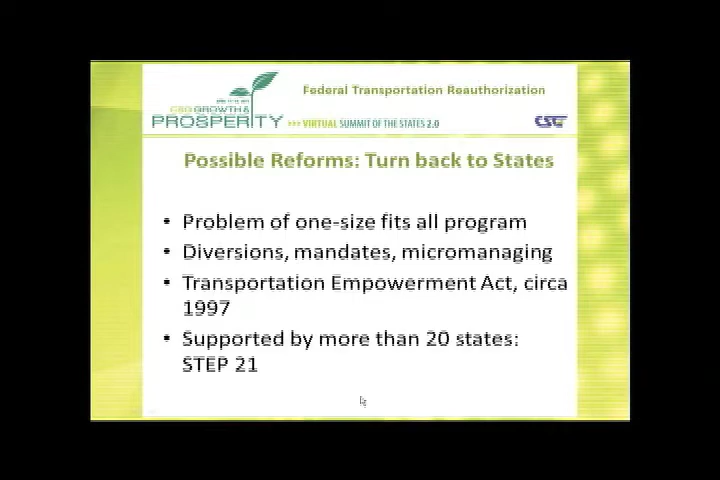 Federal Transportation Reauthorization
GROWTH &
PROSPERITY
>>> VIRTUAL SUMMIT OF THE STATES 2.0
CSG
Possible Reforms: Turn back to States
• Problem of one-size fits all program
• Diversions, mandates, micromanaging
• Transportation Empowerment Act, circa
1997
• Supported by more than 20 states:
STEP 21